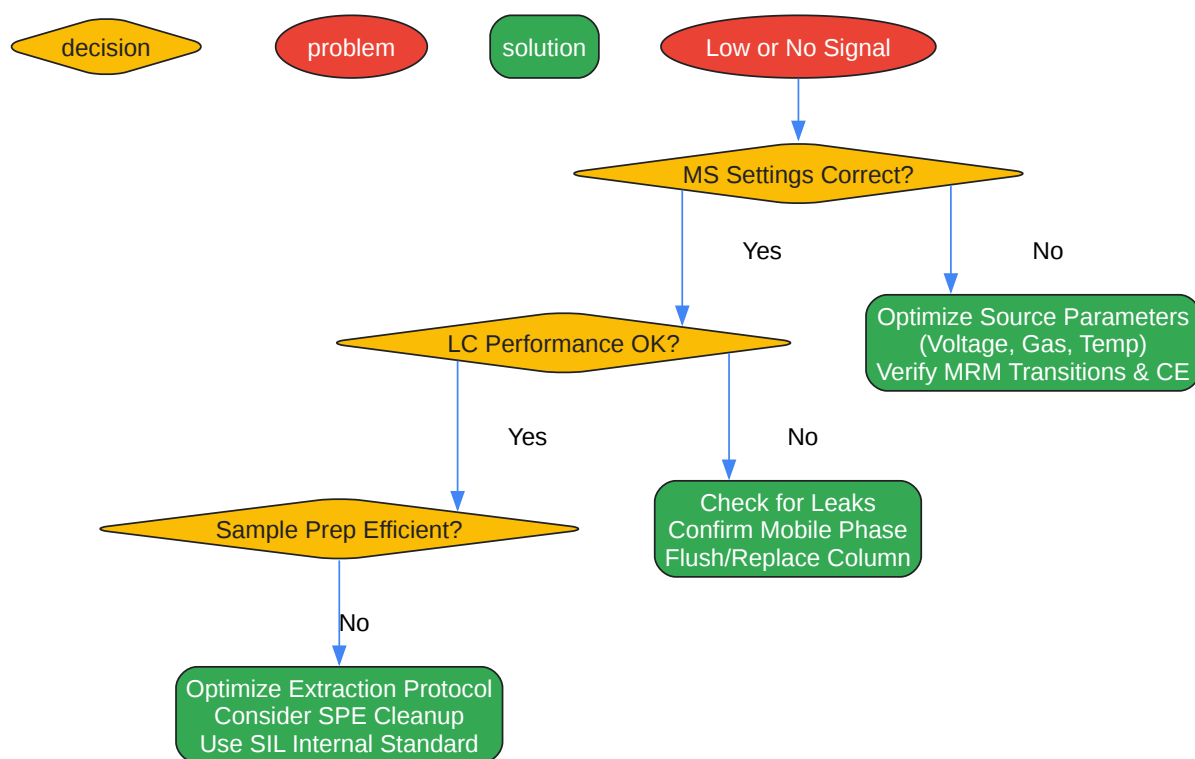 decision
problem
solution
Low or No Signal
MS Settings Correct?
Yes
No
Optimize Source Parameters
(Voltage, Gas, Temp)
Verify MRM Transitions & CE
LC Performance OK?
Yes
No
Check for Leaks
Confirm Mobile Phase
Flush/Replace Column
Sample Prep Efficient?
No
Optimize Extraction Protocol
Consider SPE Cleanup
Use SIL Internal Standard